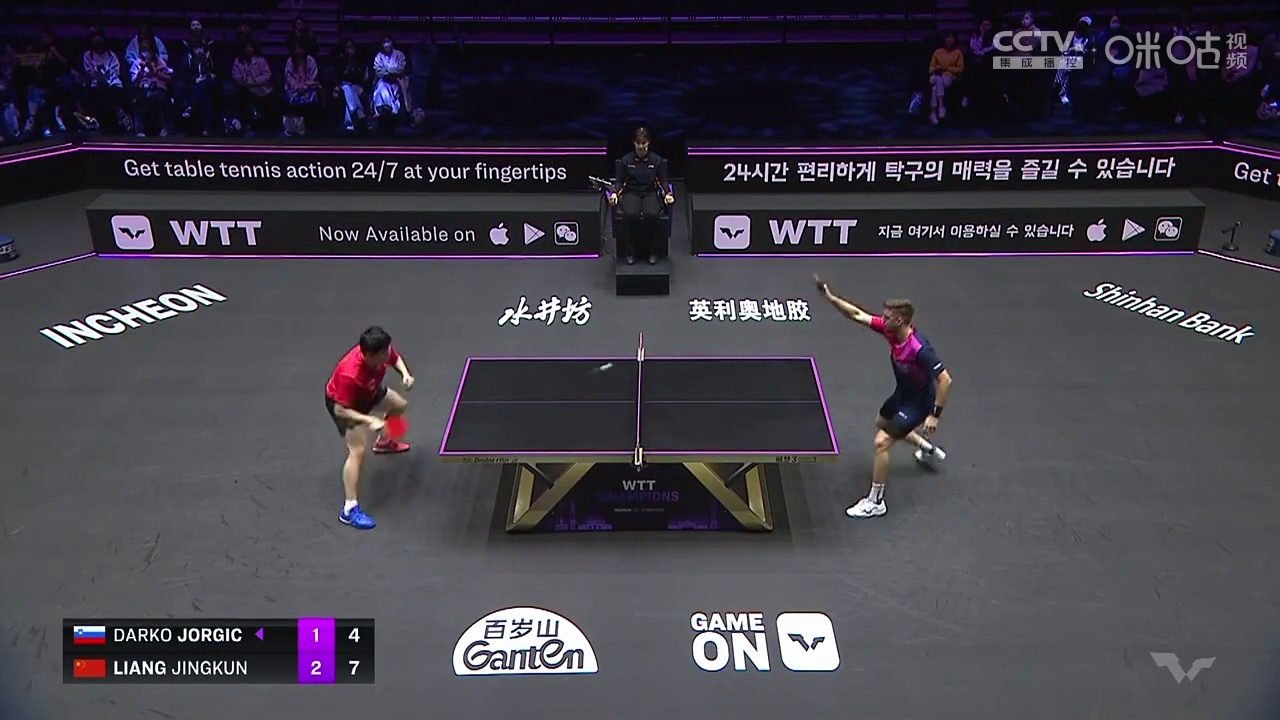 CCTV
集成播控
咪咕视频
Get table tennis action 24/7 at your fingertips
24시간 편리하게 탁구의 매력을 즐길 수 있습니다
Get
WTT
Now Available on
WTT
지금 여기서 이용하실 수 있습니다
INCHEON
水井坊
英利奥地胶
Shinhan Bank
WTT
CHAMPIONS
DARKO JORGIC 1 4
LIANG JINGKUN 2 7
百岁山
Ganten
GAME
ON